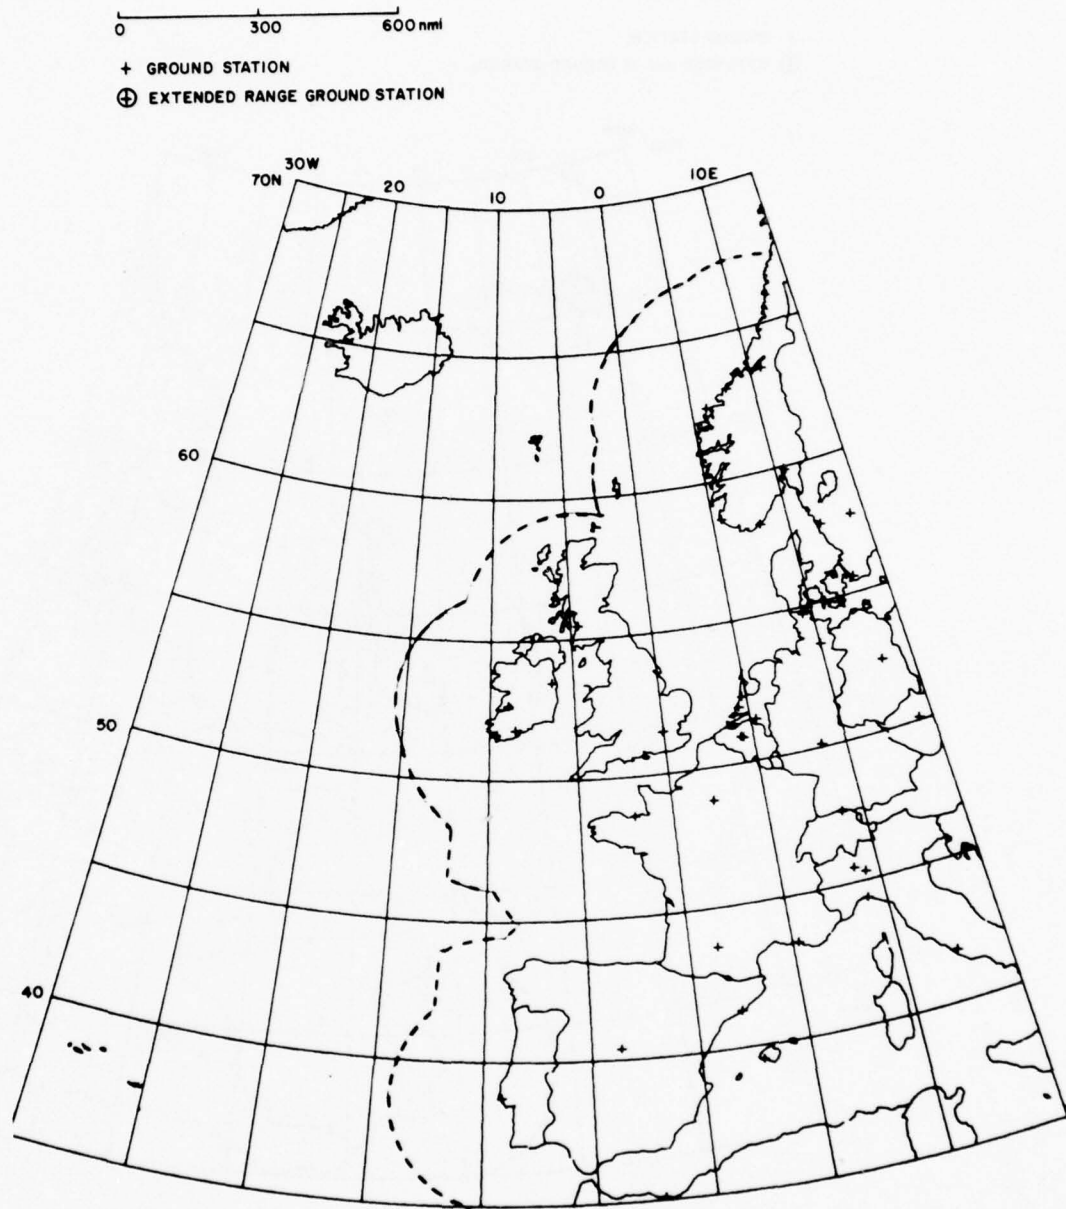 0 300 600 nmi
+ GROUND STATION
⊕ EXTENDED RANGE GROUND STATION
30W
70N 20 10 0 10E
60
50
40